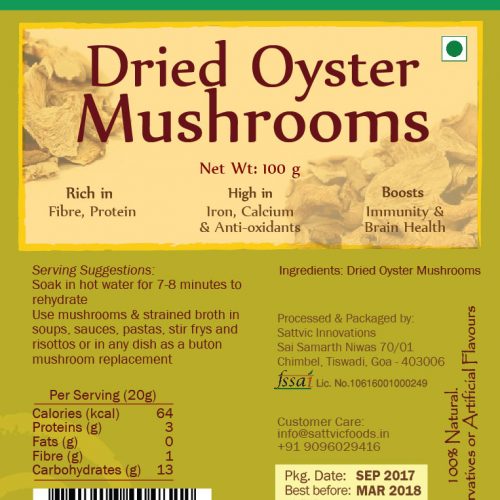 Dried Oyster
Mushrooms
Net Wt: 100 g
Rich in
Fibre, Protein
High in
Iron, Calcium
& Anti-oxidants
Boosts
Immunity &
Brain Health
Serving Suggestions:
Soak in hot water for 7-8 minutes to
rehydrate
Use mushrooms & strained broth in
soups, sauces, pastas, stir frys and
risottos or in any dish as a buton
mushroom replacement
Per Serving (20g)
Calories (kcal) 64
Proteins (g) 3
Fats (g) 0
Fibre (g) 1
Carbohydrates (g) 13
Ingredients: Dried Oyster Mushrooms
Processed & Packaged by:
Sattvic Innovations
Sai Samarth Niwas 70/01
Chimbel, Tiswadi, Goa - 403006
fssai Lic. No.10616001000249
Customer Care:
info@sattvicfoods.in
+91 9096029416
Pkg. Date: SEP 2017
Best before: MAR 2018
100% Natural.
ervatives or Artificial Flavours